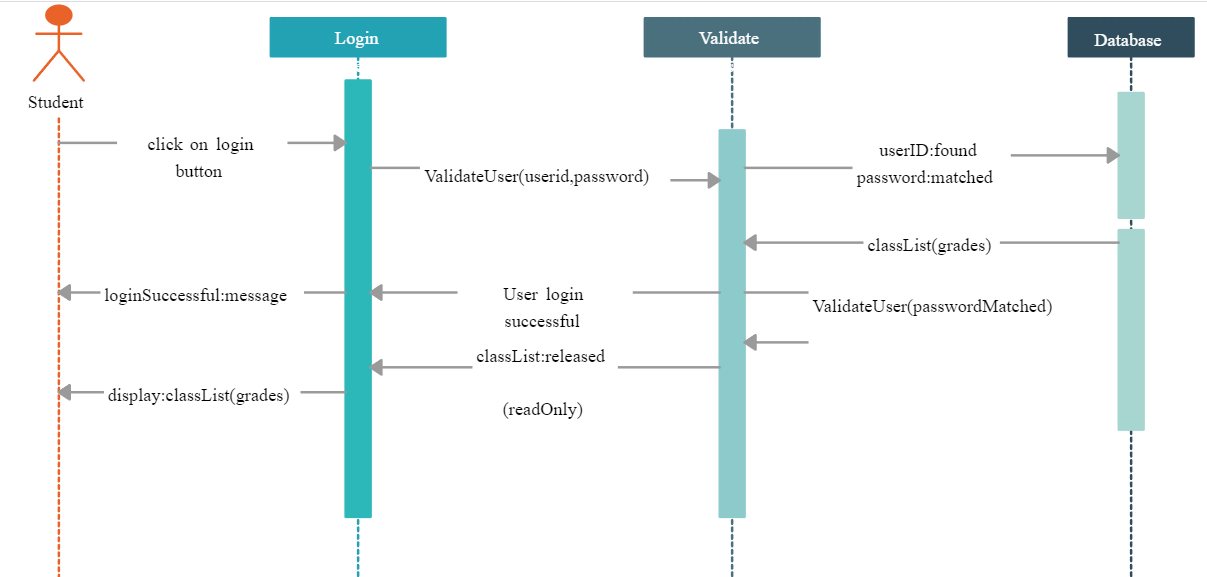 Login
Validate
Database
Student
click on login
button
ValidateUser(userid,password)
userID:found
password:matched
classList(grades)
loginSuccessful:message
User login
successful
ValidateUser(passwordMatched)
classList:released
display:classList(grades)
(readOnly)